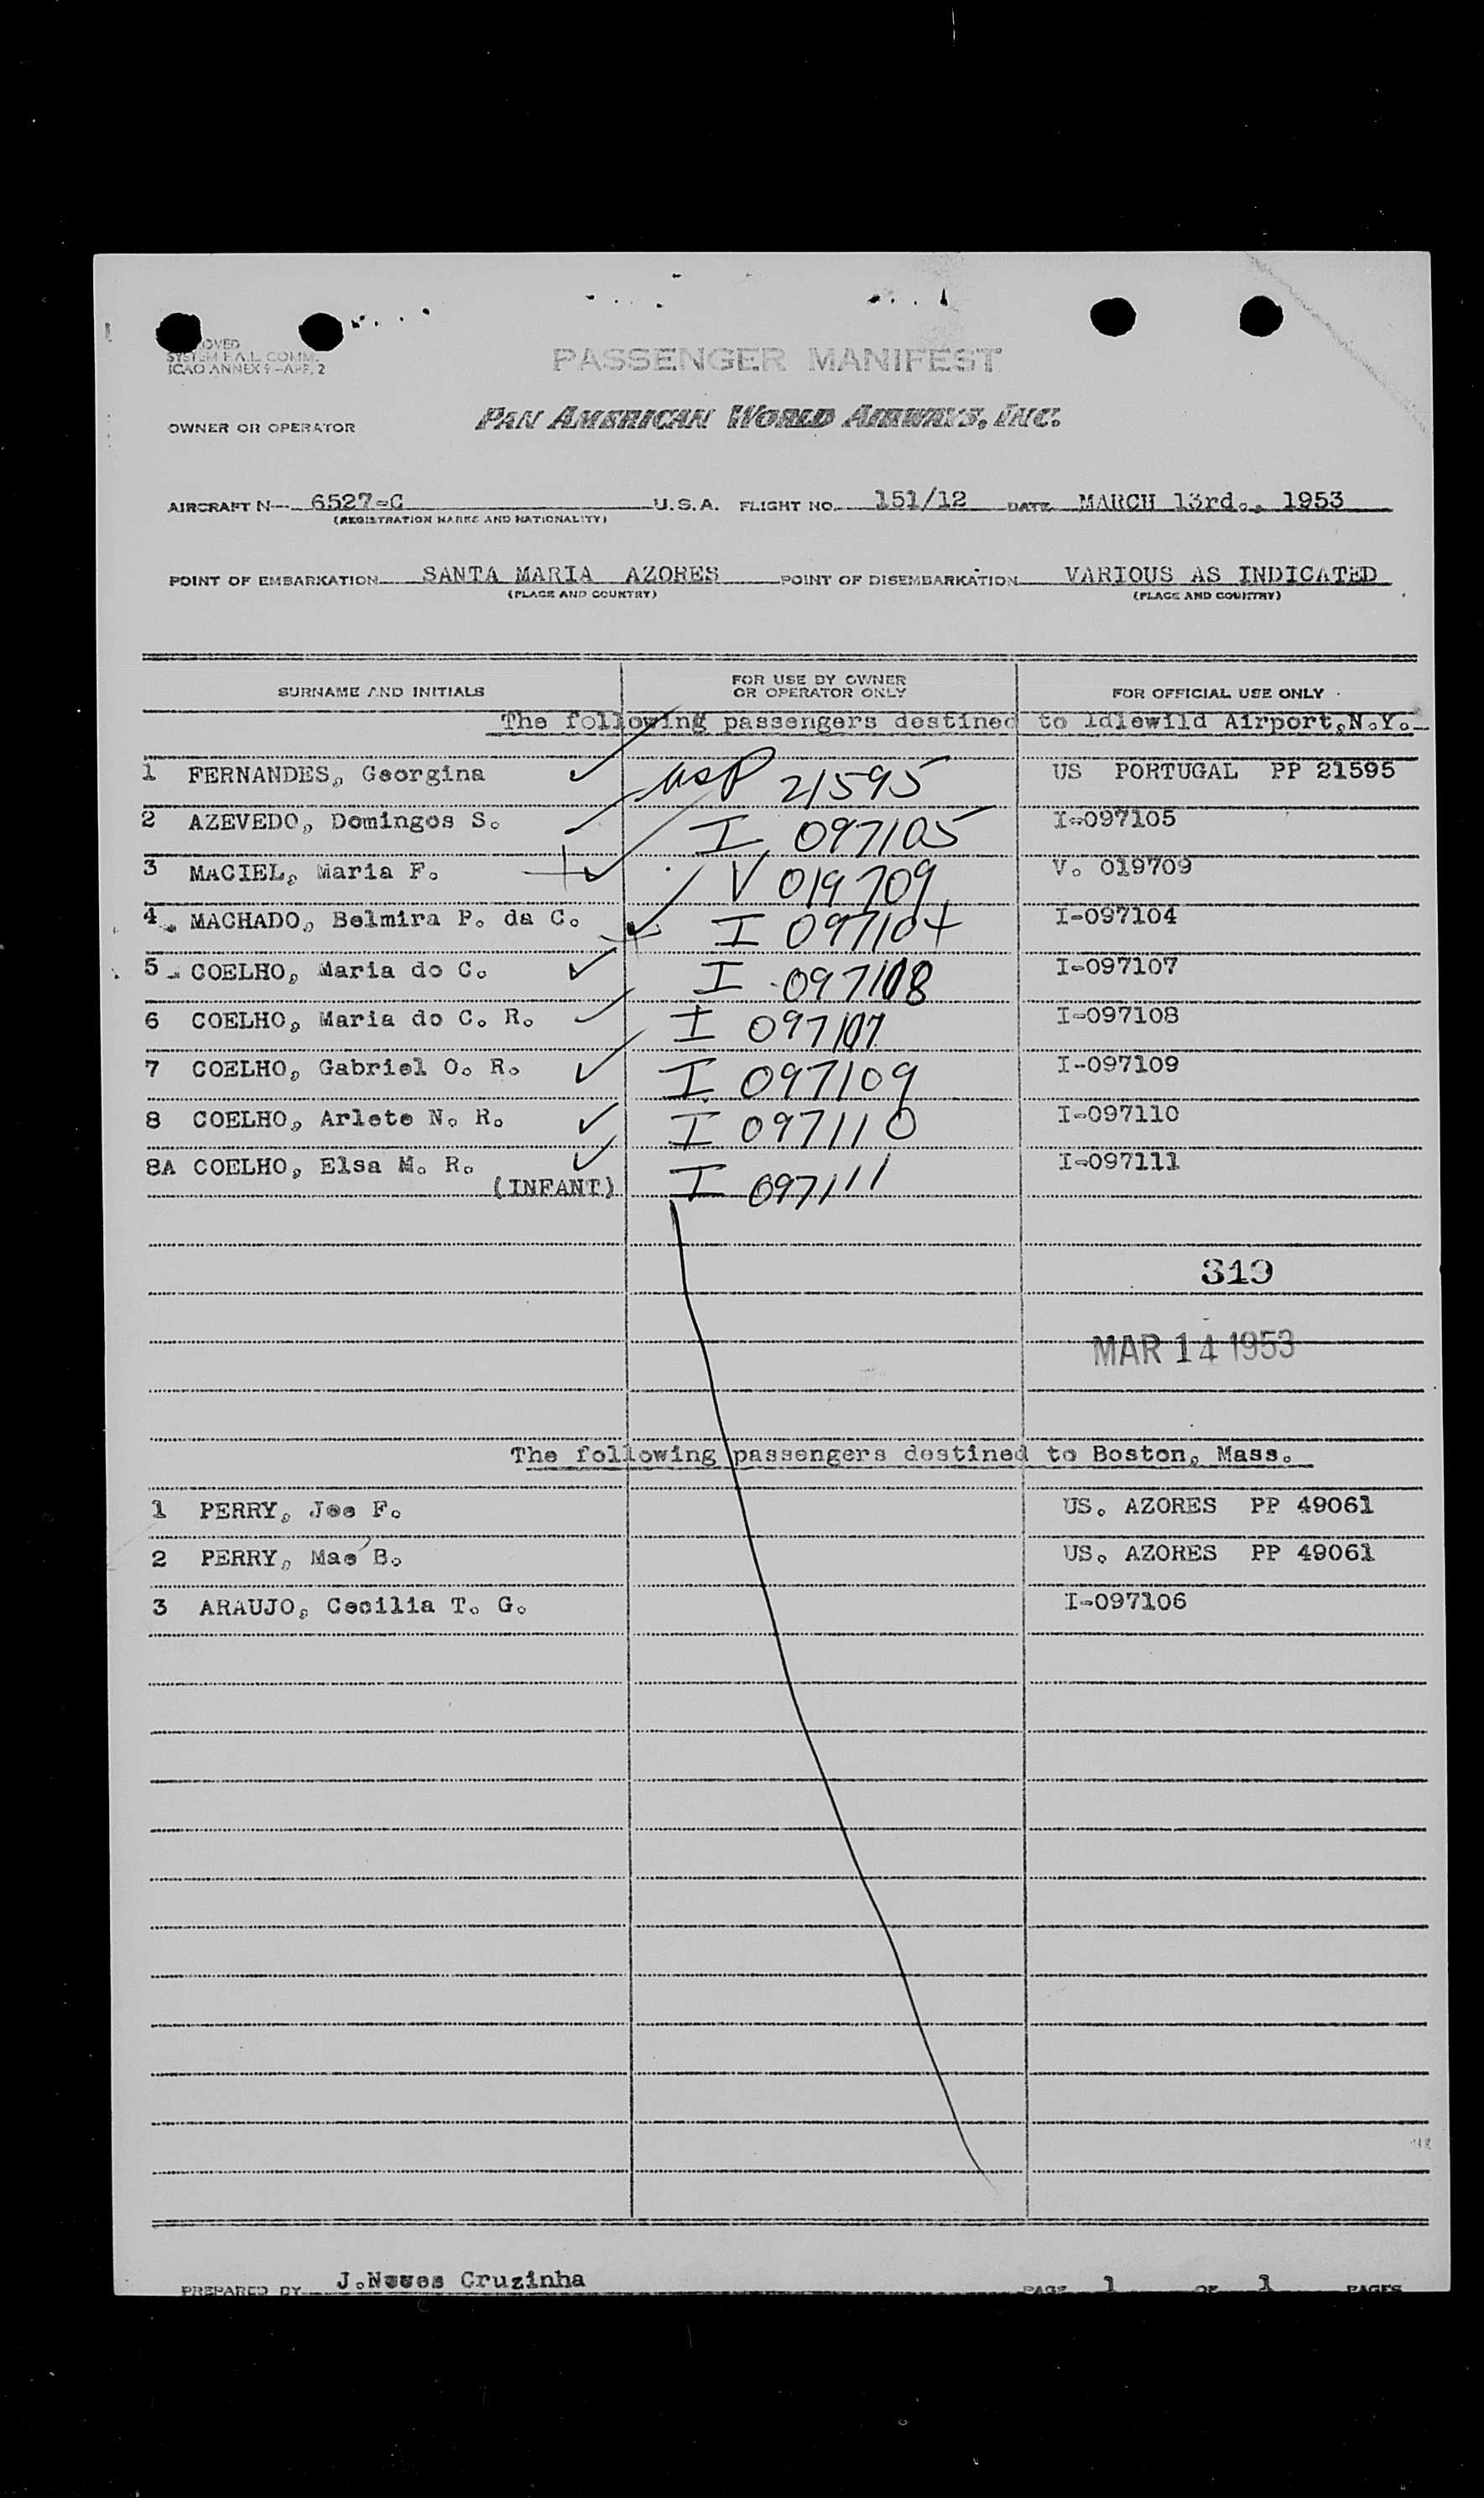 OVED
SYSTEM F.A.L. COMM.
ICAO ANNEX 9-APP. 2
PASSENGER MANIFEST
PAN AMERICAN WORLD AIRWAYS, INC.
OWNER OR OPERATOR
AIRCRAFT N-- 6527-C U.S.A. FLIGHT NO. 151/12 DATE MARCH 13rd., 1953
(REGISTRATION MARKS AND NATIONALITY)
POINT OF EMBARKATION SANTA MARIA AZORES POINT OF DISEMBARKATION VARIOUS AS INDICATED
(PLACE AND COUNTRY) (PLACE AND COUNTRY)
SURNAME AND INITIALS FOR USE BY OWNER OR OPERATOR ONLY FOR OFFICIAL USE ONLY
The following passengers destined to Idlewild Airport,N.Y.
1 FERNANDES, Georgina USP 21595 US PORTUGAL PP 21595
2 AZEVEDO, Domingos S. I 097105 I-097105
3 MACIEL, Maria F. V 019709 V. 019709
4 MACHADO, Belmira P. da C. I 097104 I-097104
5 COELHO, Maria do C. I 097108 I-097107
6 COELHO, Maria do C. R. I 097107 I-097108
7 COELHO, Gabriel O. R. I 097109 I-097109
8 COELHO, Arlete N. R. I 097110 I-097110
8A COELHO, Elsa M. R. I 097111 I-097111
(INFANT)
319
MAR 14 1953
The following passengers destined to Boston, Mass.
1 PERRY, Joe F. US. AZORES PP 49061
2 PERRY, Mae B. US. AZORES PP 49061
3 ARAUJO, Cecilia T. G. I-097106
PREPARED BY J.Neves Cruzinha PAGE 1 OF 1 PAGES